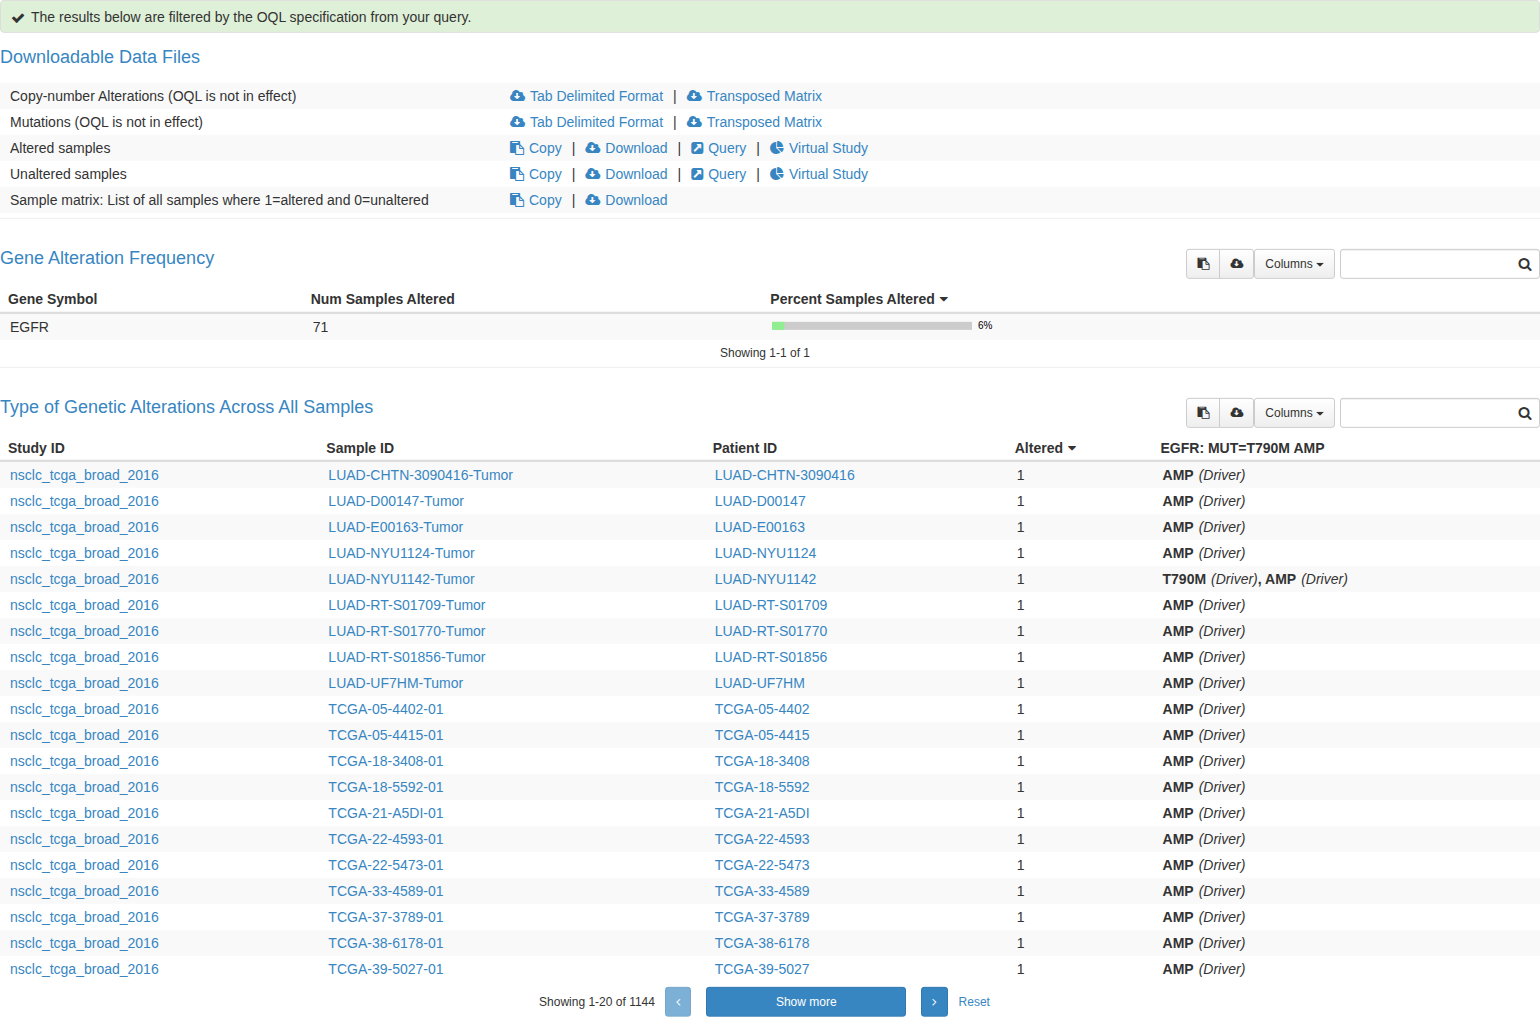 The results below are filtered by the OQL specification from your query.
Downloadable Data Files
Copy-number Alterations (OQL is not in effect) Tab Delimited Format | Transposed Matrix
Mutations (OQL is not in effect) Tab Delimited Format | Transposed Matrix
Altered samples Copy | Download | Query | Virtual Study
Unaltered samples Copy | Download | Query | Virtual Study
Sample matrix: List of all samples where 1=altered and 0=unaltered Copy | Download
Gene Alteration Frequency Columns
Gene Symbol Num Samples Altered Percent Samples Altered
EGFR 71 6%
Showing 1-1 of 1
Type of Genetic Alterations Across All Samples Columns
Study ID Sample ID Patient ID Altered EGFR: MUT=T790M AMP
nsclc_tcga_broad_2016 LUAD-CHTN-3090416-Tumor LUAD-CHTN-3090416 1 AMP (Driver)
nsclc_tcga_broad_2016 LUAD-D00147-Tumor LUAD-D00147 1 AMP (Driver)
nsclc_tcga_broad_2016 LUAD-E00163-Tumor LUAD-E00163 1 AMP (Driver)
nsclc_tcga_broad_2016 LUAD-NYU1124-Tumor LUAD-NYU1124 1 AMP (Driver)
nsclc_tcga_broad_2016 LUAD-NYU1142-Tumor LUAD-NYU1142 1 T790M (Driver), AMP (Driver)
nsclc_tcga_broad_2016 LUAD-RT-S01709-Tumor LUAD-RT-S01709 1 AMP (Driver)
nsclc_tcga_broad_2016 LUAD-RT-S01770-Tumor LUAD-RT-S01770 1 AMP (Driver)
nsclc_tcga_broad_2016 LUAD-RT-S01856-Tumor LUAD-RT-S01856 1 AMP (Driver)
nsclc_tcga_broad_2016 LUAD-UF7HM-Tumor LUAD-UF7HM 1 AMP (Driver)
nsclc_tcga_broad_2016 TCGA-05-4402-01 TCGA-05-4402 1 AMP (Driver)
nsclc_tcga_broad_2016 TCGA-05-4415-01 TCGA-05-4415 1 AMP (Driver)
nsclc_tcga_broad_2016 TCGA-18-3408-01 TCGA-18-3408 1 AMP (Driver)
nsclc_tcga_broad_2016 TCGA-18-5592-01 TCGA-18-5592 1 AMP (Driver)
nsclc_tcga_broad_2016 TCGA-21-A5DI-01 TCGA-21-A5DI 1 AMP (Driver)
nsclc_tcga_broad_2016 TCGA-22-4593-01 TCGA-22-4593 1 AMP (Driver)
nsclc_tcga_broad_2016 TCGA-22-5473-01 TCGA-22-5473 1 AMP (Driver)
nsclc_tcga_broad_2016 TCGA-33-4589-01 TCGA-33-4589 1 AMP (Driver)
nsclc_tcga_broad_2016 TCGA-37-3789-01 TCGA-37-3789 1 AMP (Driver)
nsclc_tcga_broad_2016 TCGA-38-6178-01 TCGA-38-6178 1 AMP (Driver)
nsclc_tcga_broad_2016 TCGA-39-5027-01 TCGA-39-5027 1 AMP (Driver)
Showing 1-20 of 1144 ‹ Show more › Reset